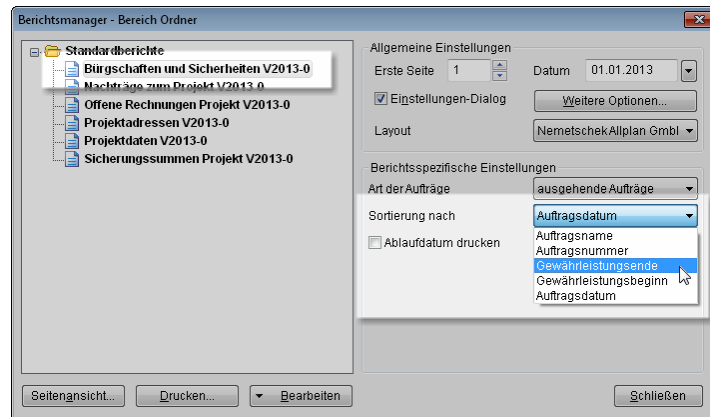 Berichtsmanager - Bereich Ordner
Standardberichte
Bürgschaften und Sicherheiten V2013-0
Nachträge zum Projekt V2013-0
Offene Rechnungen Projekt V2013-0
Projektadressen V2013-0
Projektdaten V2013-0
Sicherungssummen Projekt V2013-0
Allgemeine Einstellungen
Erste Seite 1 Datum 01.01.2013
Einstellungen-Dialog Weitere Optionen...
Layout Nemetschek Allplan Gmbl
Berichtsspezifische Einstellungen
Art der Aufträge ausgehende Aufträge
Sortierung nach Auftragsdatum
Ablaufdatum drucken
Auftragsname
Auftragsnummer
Gewährleistungsende
Gewährleistungsbeginn
Auftragsdatum
Seitenansicht... Drucken... Bearbeiten Schließen